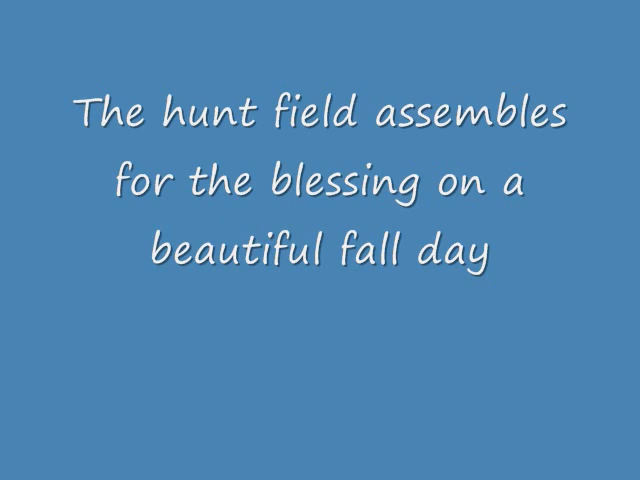 The hunt field assembles
for the blessing on a
beautiful fall day